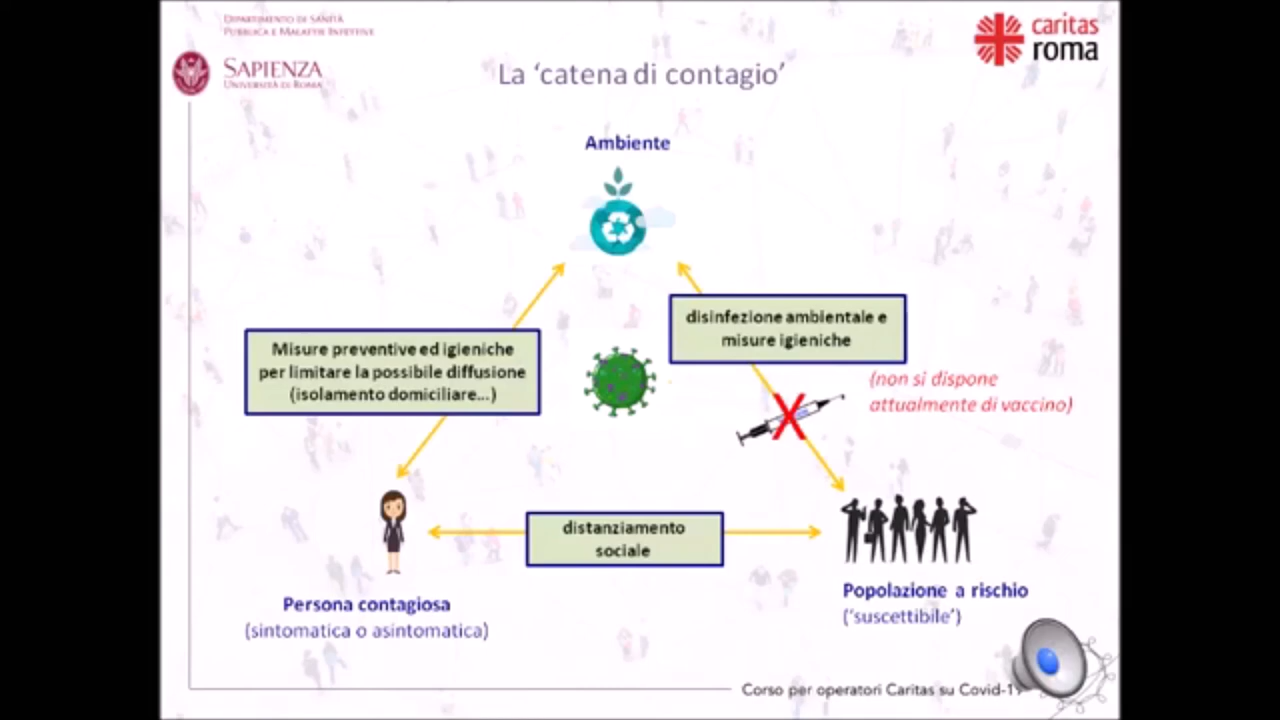 Dipartimento di Sanità
Pubblica e Malattie Infettive
Sapienza
Università di Roma
caritas
roma
La ‘catena di contagio’
Ambiente
disinfezione ambientale e
misure igieniche
Misure preventive ed igieniche
per limitare la possibile diffusione
(isolamento domiciliare...)
(non si dispone
attualmente di vaccino)
X
distanziamento
sociale
Popolazione a rischio
(‘suscettibile’)
Persona contagiosa
(sintomatica o asintomatica)
Corso per operatori Caritas su Covid-19